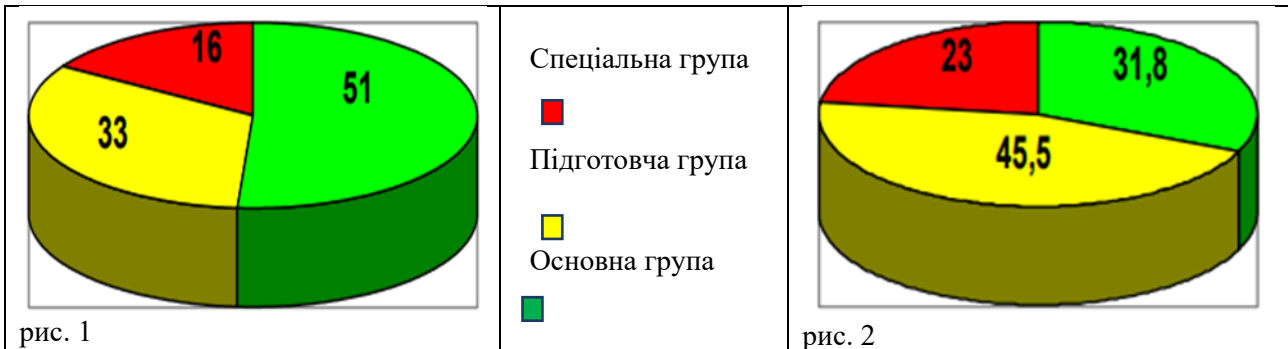 16
51
33
рис. 1
Спеціальна група
Підготовча група
Основна група
23
31,8
45,5
рис. 2